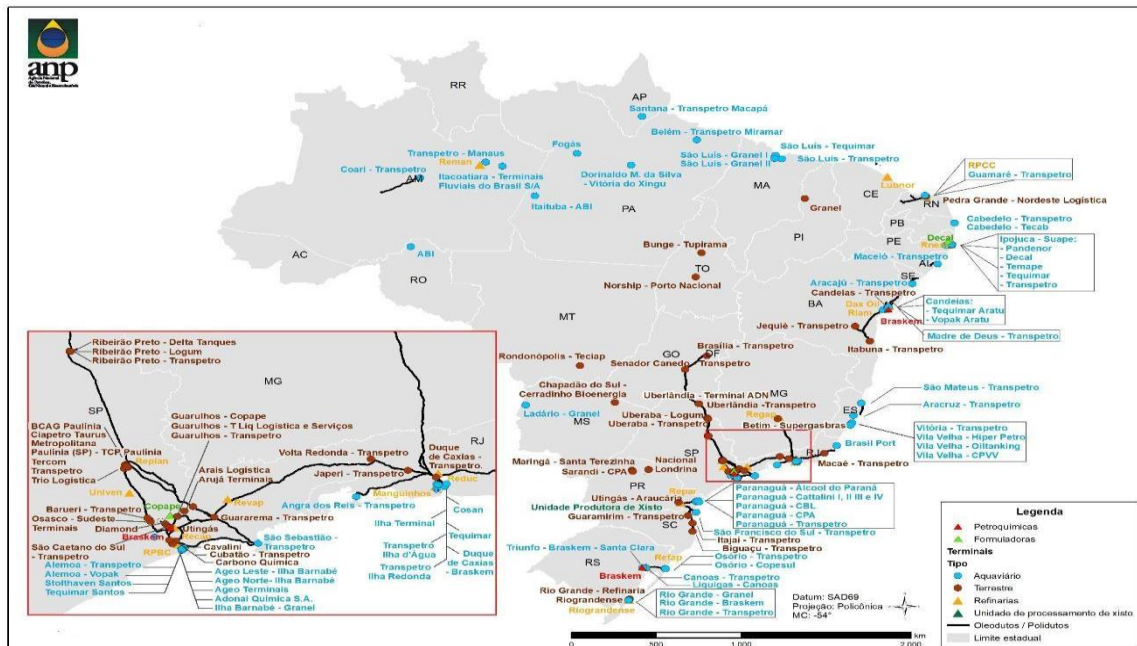 anp
RR
AP
Santana - Transpetro Macapá
Belém - Transpetro Miramar
Fogás
Transpetro - Manaus
Reman
Coari - Transpetro
AM
Itacoatiara - Terminais
Fluviais do Brasil S/A
Dorinaldo M. da Silva
- Vitória do Xingu
São Luís - Tequimar
São Luís - Granel I
São Luís - Granel II
São Luís - Transpetro
Itaituba - ABI
PA
MA
CE
Lubnor
RPCC
Guamaré - Transpetro
RN
Pedra Grande - Nordeste Logística
Granel
PI
PB
Cabedelo - Transpetro
Cabedelo - Tecab
PE
Decal
Ipojuca - Suape:
- Pandenor
- Decal
- Temape
- Tequimar
- Transpetro
Maceió - Transpetro
AL
SE
AC
ABI
RO
Bunge - Tupirama
TO
Norship - Porto Nacional
Aracajú - Transpetro
Candeias - Transpetro
BA
Dax Oil
Rlam
Braskem
Candeias:
- Tequimar Aratu
- Vopak Aratu
Madre de Deus - Transpetro
Jequié - Transpetro
Itabuna - Transpetro
MT
GO
DF
Brasília - Transpetro
Senador Canedo - Transpetro
Rondonópolis - Teciap
Chapadão do Sul -
Cerradinho Bioenergia
Ladário - Granel
MS
Uberlândia - Terminal ADN
Uberlândia -Transpetro
Uberaba - Logum
Uberaba - Transpetro
MG
Regap
Betim - Supergasbras
ES
São Mateus - Transpetro
Aracruz - Transpetro
Vitória - Transpetro
Vila Velha - Hiper Petro
Vila Velha - Oiltanking
Vila Velha - CPVV
Brasil Port
RJ
Macaé - Transpetro
SP
Maringá - Santa Terezinha
Sarandi - CPA
Nacional
Londrina
PR
Utingás - Araucária
Repar
Unidade Produtora de Xisto
Guaramirim - Transpetro
SC
Paranaguá - Álcool do Paraná
Paranaguá - Cattalini I, II III e IV
Paranaguá - CBL
Paranaguá - CPA
Paranaguá - Transpetro
São Francisco do Sul - Transpetro
Itajaí - Transpetro
Biguaçu - Transpetro
Triunfo - Braskem - Santa Clara
RS
Braskem
Refap
Osório - Transpetro
Osório - Copesul
Canoas - Transpetro
Liquigas - Canoas
Rio Grande - Refinaria
Riograndense
Riograndense
Rio Grande - Granel
Rio Grande - Braskem
Rio Grande - Transpetro
Ribeirão Preto - Delta Tanques
Ribeirão Preto - Logum
Ribeirão Preto - Transpetro
MG
SP
BCAG Paulínia
Ciapetro Taurus
Metropolitana
Paulínia (SP) - TCP, Paulínia
Tercom
Transpetro
Trio Logística
Replan
Guarulhos - Copape
Guarulhos - T Liq Logística e Serviços
Guarulhos - Transpetro
Arais Logística
Arujá Terminais
Univen
Copape
Barueri - Transpetro
Osasco - Sudeste
Terminais
Diamond
Braskem
Utingás
Recap
Revap
Guararema - Transpetro
São Caetano do Sul
- Transpetro
RPBC
Cavalini
Cubatão - Transpetro
Carbono Química
São Sebastião -
Transpetro
Alemoa - Transpetro
Alemoa - Vopak
Stolthaven Santos
Tequimar Santos
Ageo Leste - Ilha Barnabé
Ageo Norte- Ilha Barnabé
Ageo Terminais
Adonai Química S.A.
Ilha Barnabé - Granel
Volta Redonda - Transpetro
Japeri - Transpetro
RJ
Duque
de Caxias -
Transpetro.
Reduc
Manguinhos
Angra dos Reis - Transpetro
Ilha Terminal
Transpetro
Ilha d'Água
Transpetro
Ilha Redonda
Cosan
Tequimar
Duque
de Caxias
- Braskem
Datum: SAD69
Projeção: Policônica
MC: -54°
0 500 1.000 2.000
km
Legenda
Petroquímicas
Formuladoras
Terminais
Tipo
Aquaviário
Terrestre
Refinarias
Unidade de processamento de xisto
Oleodutos / Polidutos
Limite estadual